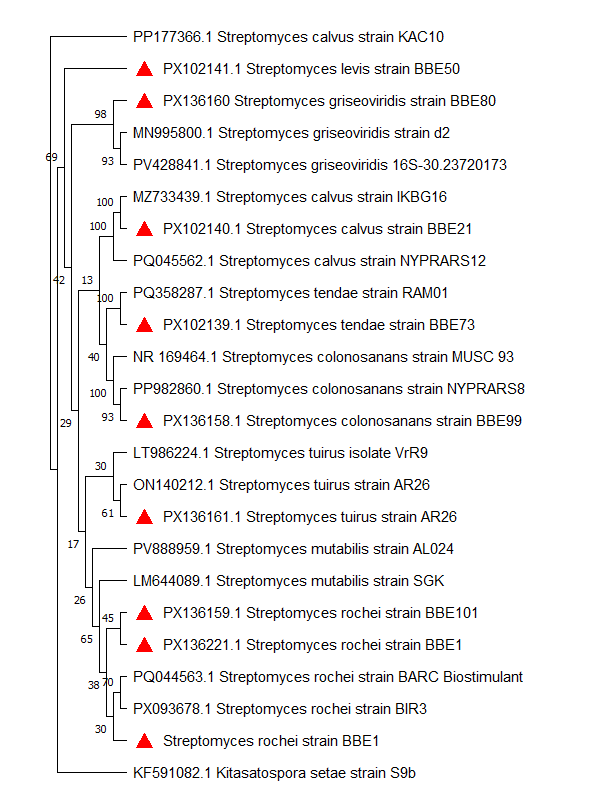 PP177366.1 Streptomyces calvus strain KAC10
PX102141.1 Streptomyces levis strain BBE50
PX136160 Streptomyces griseoviridis strain BBE80
98
MN995800.1 Streptomyces griseoviridis strain d2
69
93
PV428841.1 Streptomyces griseoviridis 16S-30.23720173
MZ733439.1 Streptomyces calvus strain IKBG16
100
100
PX102140.1 Streptomyces calvus strain BBE21
PQ045562.1 Streptomyces calvus strain NYPRARS12
42
13
PQ358287.1 Streptomyces tendae strain RAM01
100
PX102139.1 Streptomyces tendae strain BBE73
40
NR 169464.1 Streptomyces colonosanans strain MUSC 93
PP982860.1 Streptomyces colonosanans strain NYPRARS8
100
93
PX136158.1 Streptomyces colonosanans strain BBE99
29
LT986224.1 Streptomyces tuirus isolate VrR9
30
ON140212.1 Streptomyces tuirus strain AR26
61
PX136161.1 Streptomyces tuirus strain AR26
17
PV888959.1 Streptomyces mutabilis strain AL024
LM644089.1 Streptomyces mutabilis strain SGK
26
PX136159.1 Streptomyces rochei strain BBE101
45
65
PX136221.1 Streptomyces rochei strain BBE1
PQ044563.1 Streptomyces rochei strain BARC Biostimulant
38
70
PX093678.1 Streptomyces rochei strain BIR3
30
Streptomyces rochei strain BBE1
KF591082.1 Kitasatospora setae strain S9b